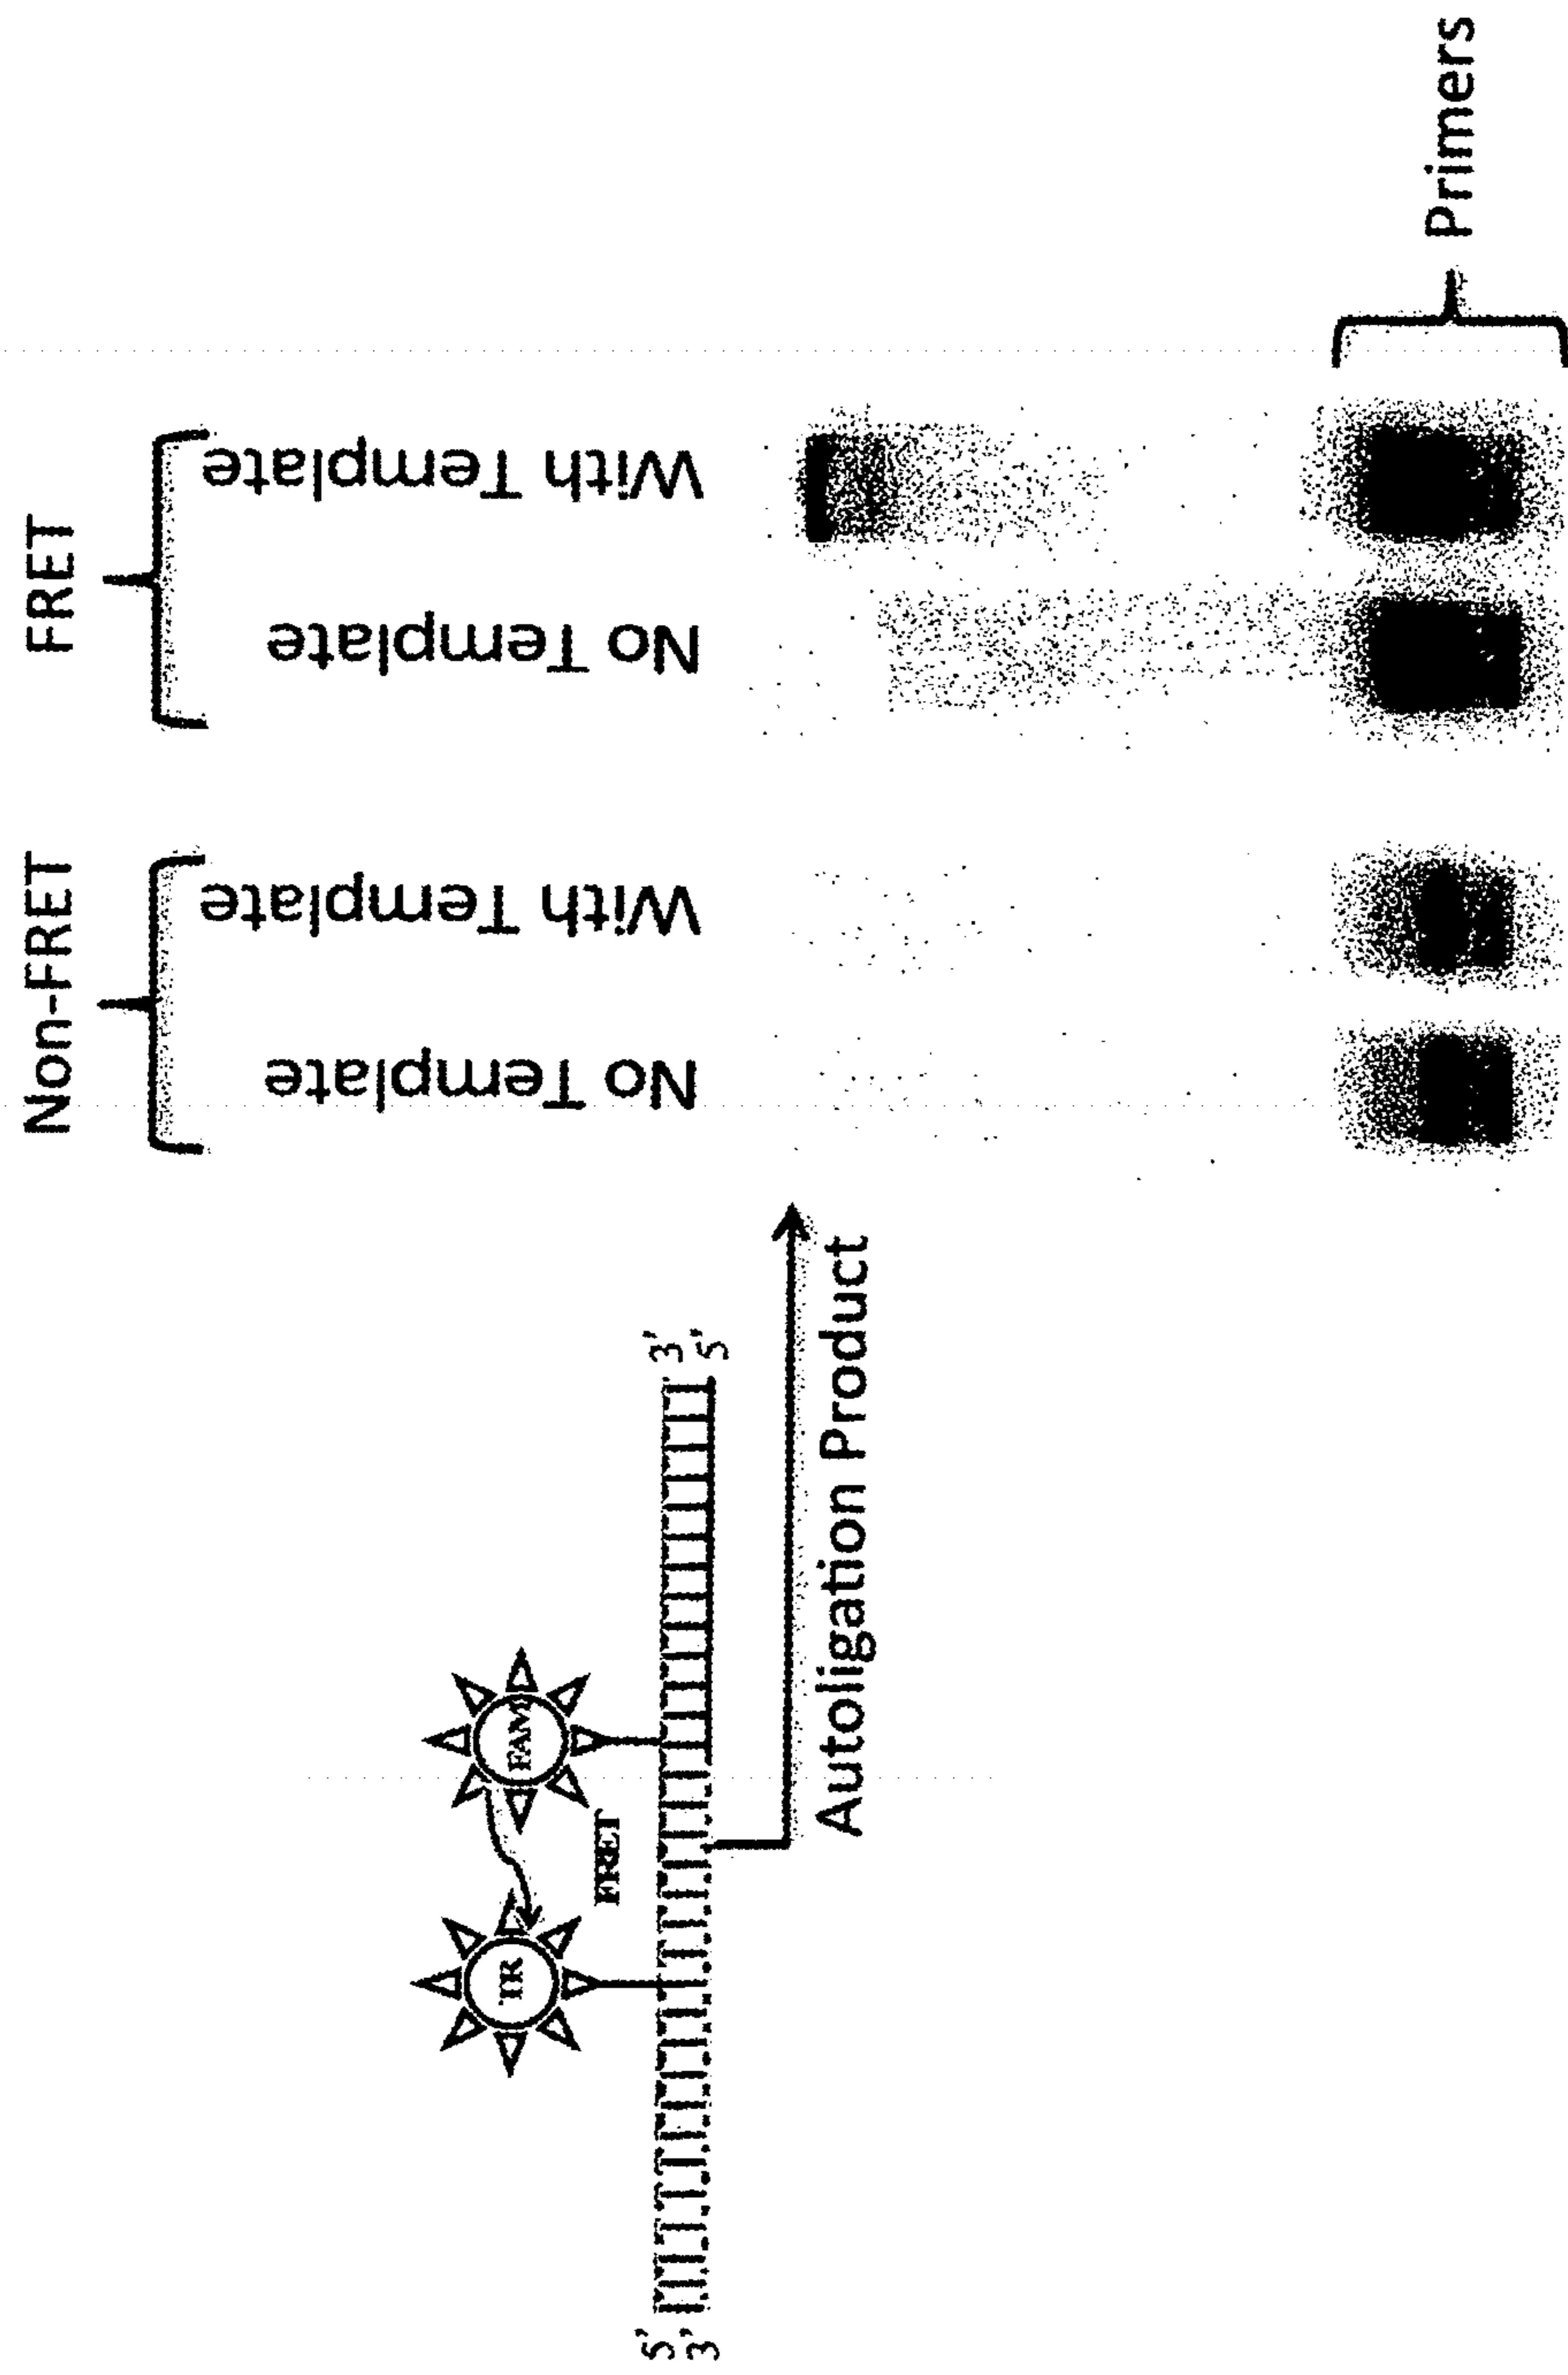 Non-FRET
FRET
No Template
With Template
No Template
With Template
TR
FAM
FRET
5'
3'
3'
5'
Autoligation Product
Primers